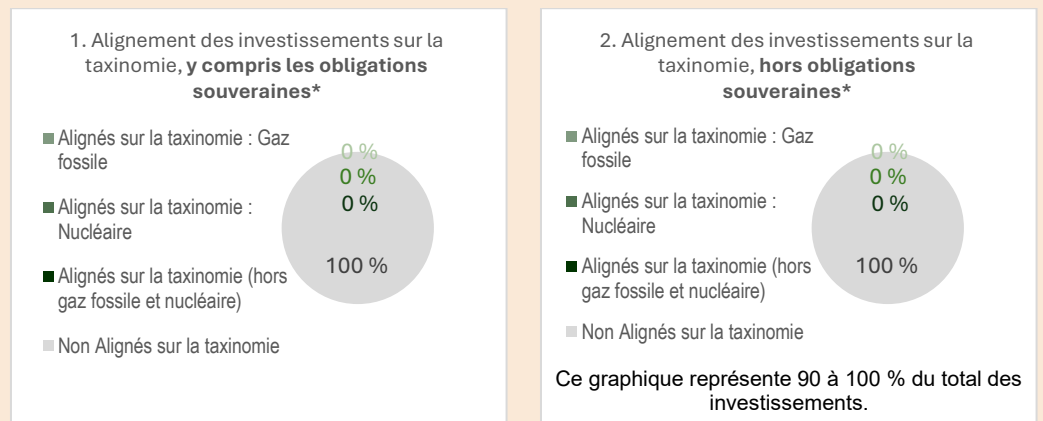 1. Alignement des investissements sur la
taxinomie, y compris les obligations
souveraines*
Alignés sur la taxinomie : Gaz
fossile
Alignés sur la taxinomie :
Nucléaire
Alignés sur la taxinomie (hors
gaz fossile et nucléaire)
Non Alignés sur la taxinomie
0 %
0 %
0 %
100 %
2. Alignement des investissements sur la
taxinomie, hors obligations
souveraines*
Alignés sur la taxinomie : Gaz
fossile
Alignés sur la taxinomie :
Nucléaire
Alignés sur la taxinomie (hors
gaz fossile et nucléaire)
Non Alignés sur la taxinomie
0 %
0 %
0 %
100 %
Ce graphique représente 90 à 100 % du total des
investissements.